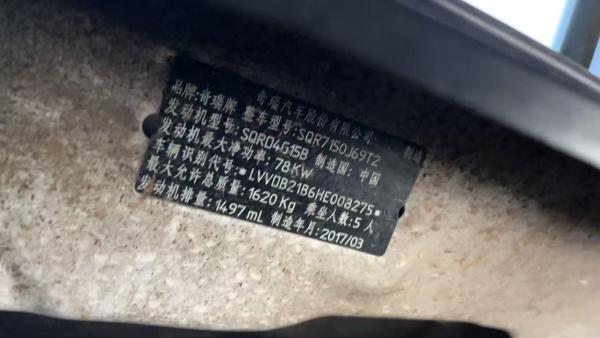 奇瑞汽车股份有限公司 制造
品牌:奇瑞牌 整车型号:SQR7150J69T2
发动机型号:SQRD4G15B 制造国:中国
发动机最大净功率:78KW
车辆识别代号:*LVVDB21B6HE008275*
最大允许总质量:1620Kg 乘坐人数:5人
发动机排量:1497mL 制造年月:2017/03